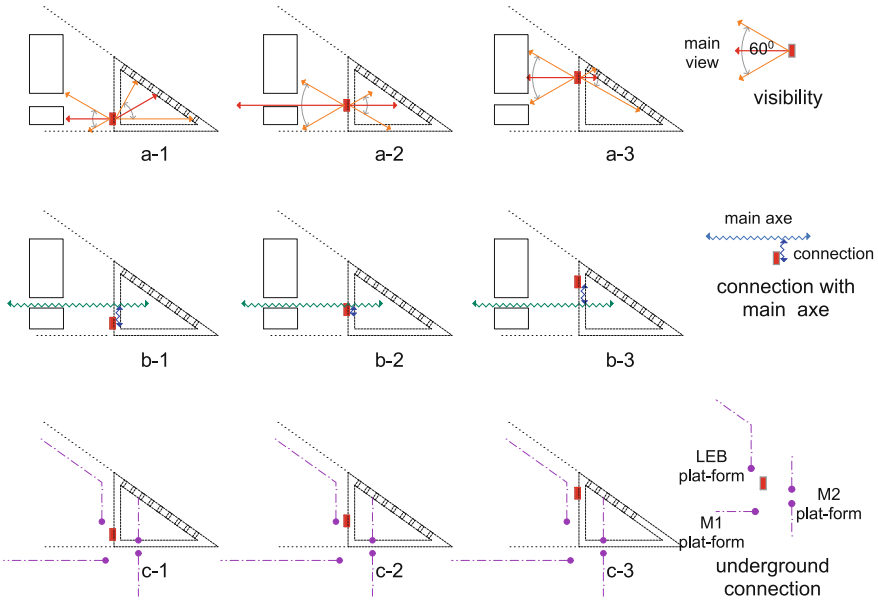 main
view
60⁰
visibility
a-1
a-2
a-3
main axe
connection
connection with
main axe
b-1
b-2
b-3
LEB
plat-form
M2
plat-form
M1
plat-form
underground
connection
c-1
c-2
c-3